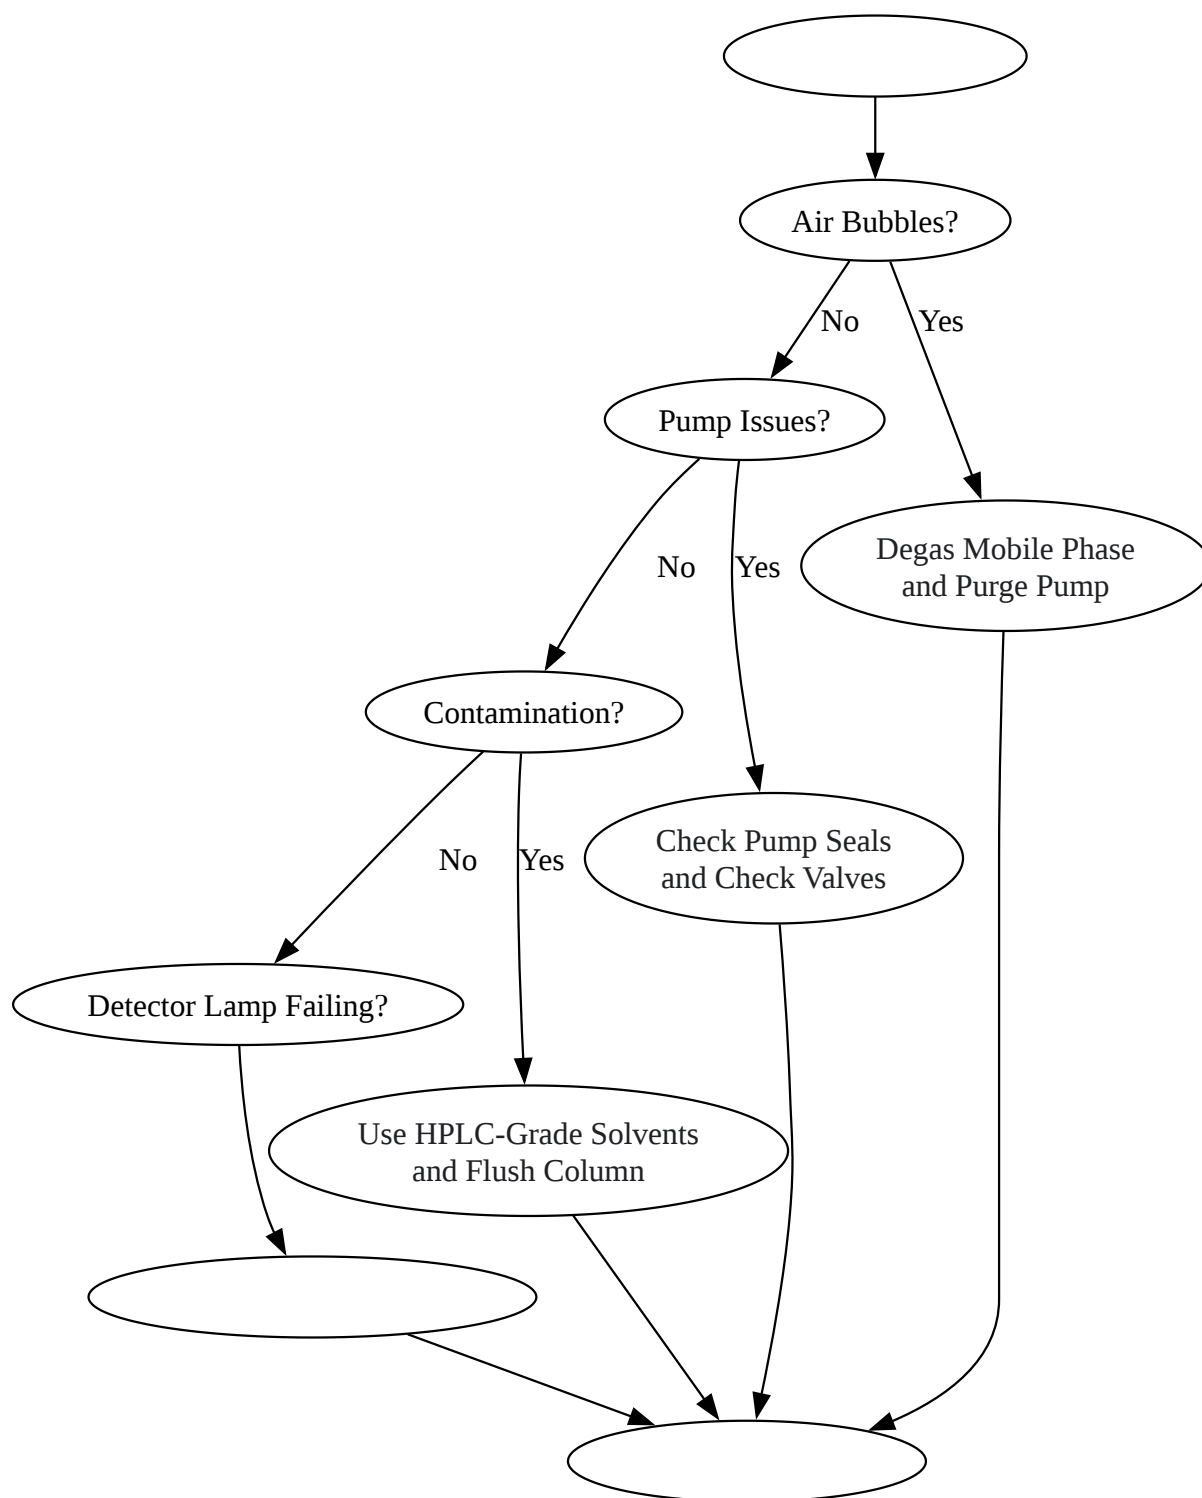 Air Bubbles?
No
Yes
Pump Issues?
Degas Mobile Phase
and Purge Pump
No
Yes
Contamination?
Check Pump Seals
and Check Valves
No
Yes
Detector Lamp Failing?
Use HPLC-Grade Solvents
and Flush Column